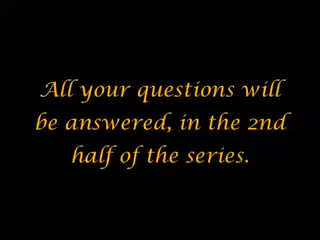 All your questions will
be answered, in the 2nd
half of the series.